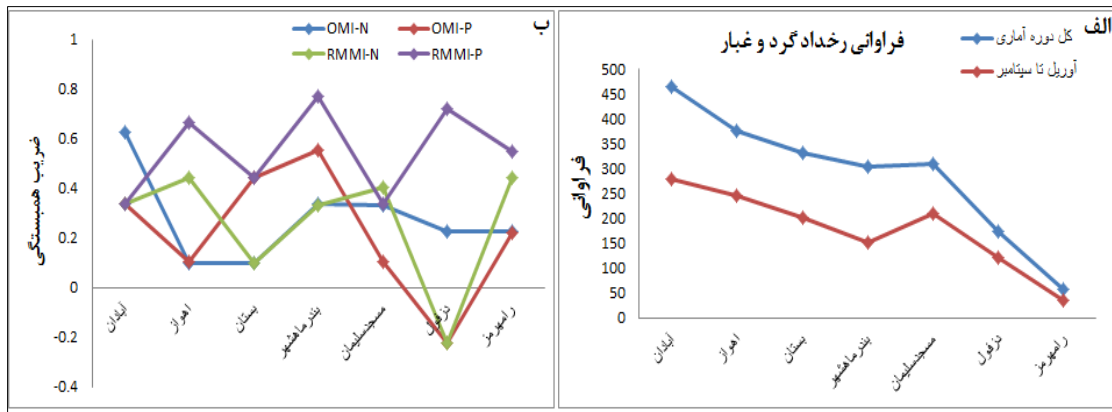 ب
OMI-N
OMI-P
RMMI-N
RMMI-P
ضریب همبستگی
1
0.8
0.6
0.4
0.2
0
-0.2
-0.4
آبادان
اهواز
بستان
بندرماهشهر
مسجدسلیمان
دزفول
رامهرمز
الف
فراوانی رخداد گرد و غبار
کل دوره آماری
آوریل تا سپتامبر
فراوانی
500
450
400
350
300
250
200
150
100
50
0
آبادان
اهواز
بستان
بندرماهشهر
مسجدسلیمان
دزفول
رامهرمز